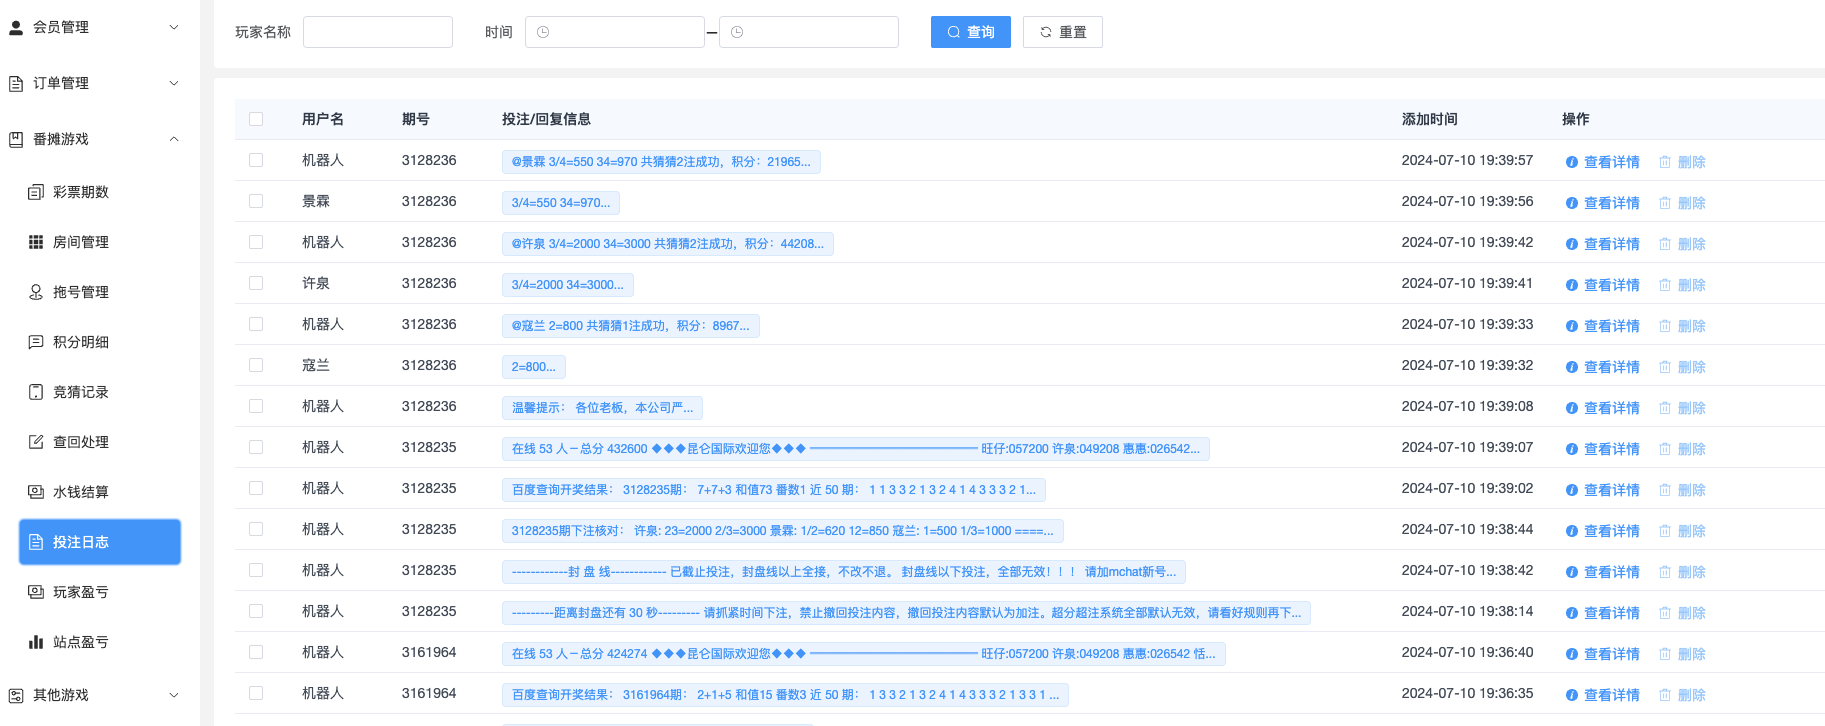 会员管理
订单管理
番摊游戏
彩票期数
房间管理
拖号管理
积分明细
竞猜记录
查回处理
水钱结算
投注日志
玩家盈亏
站点盈亏
其他游戏
玩家名称 时间 — 查询 重置
用户名 期号 投注/回复信息 添加时间 操作
机器人 3128236 @景霖 3/4=550 34=970 共猜猜2注成功，积分：21965... 2024-07-10 19:39:57 查看详情 删除
景霖 3128236 3/4=550 34=970... 2024-07-10 19:39:56 查看详情 删除
机器人 3128236 @许泉 3/4=2000 34=3000 共猜猜2注成功，积分：44208... 2024-07-10 19:39:42 查看详情 删除
许泉 3128236 3/4=2000 34=3000... 2024-07-10 19:39:41 查看详情 删除
机器人 3128236 @寇兰 2=800 共猜猜1注成功，积分：8967... 2024-07-10 19:39:33 查看详情 删除
寇兰 3128236 2=800... 2024-07-10 19:39:32 查看详情 删除
机器人 3128236 温馨提示： 各位老板，本公司严... 2024-07-10 19:39:08 查看详情 删除
机器人 3128235 在线 53 人－总分 432600 ◆◆◆昆仑国际欢迎您◆◆◆ ━━━━━━━━━━━━━━ 旺仔:057200 许泉:049208 惠惠:026542... 2024-07-10 19:39:07 查看详情 删除
机器人 3128235 百度查询开奖结果： 3128235期： 7+7+3 和值73 番数1 近 50 期： 1 1 3 3 2 1 3 2 4 1 4 3 3 3 2 1... 2024-07-10 19:39:02 查看详情 删除
机器人 3128235 3128235期下注核对： 许泉: 23=2000 2/3=3000 景霖: 1/2=620 12=850 寇兰: 1=500 1/3=1000 ====... 2024-07-10 19:38:44 查看详情 删除
机器人 3128235 ------------封 盘 线------------ 已截止投注，封盘线以上全接，不改不退。 封盘线以下投注，全部无效！！！ 请加mchat新号... 2024-07-10 19:38:42 查看详情 删除
机器人 3128235 ---------距离封盘还有 30 秒--------- 请抓紧时间下注，禁止撤回投注内容，撤回投注内容默认为加注。超分超注系统全部默认无效，请看好规则再下... 2024-07-10 19:38:14 查看详情 删除
机器人 3161964 在线 53 人－总分 424274 ◆◆◆昆仑国际欢迎您◆◆◆ ━━━━━━━━━━━━━━ 旺仔:057200 许泉:049208 惠惠:026542 恬... 2024-07-10 19:36:40 查看详情 删除
机器人 3161964 百度查询开奖结果： 3161964期： 2+1+5 和值15 番数3 近 50 期： 1 3 3 2 1 3 2 4 1 4 3 3 3 2 1 3 3 1 ... 2024-07-10 19:36:35 查看详情 删除